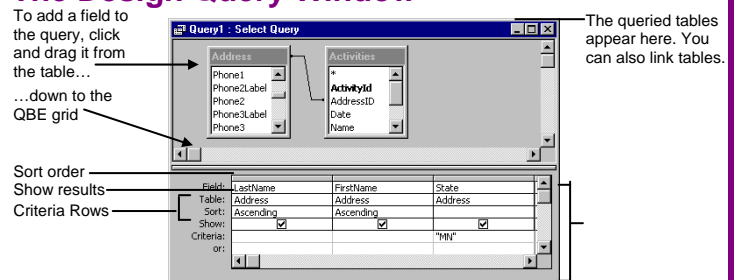 The Design Query Window
To add a field to
the query, click
and drag it from
the table…
…down to the
QBE grid
Sort order
Show results
Criteria Rows
Query1 : Select Query
Address
Phone1
Phone2Label
Phone2
Phone3Label
Phone3
Activities
*
ActivityId
AddressID
Date
Name
The queried tables
appear here. You
can also link tables.
Field: LastName FirstName State
Table: Address Address Address
Sort: Ascending Ascending
Show:
Criteria: "MN"
or: